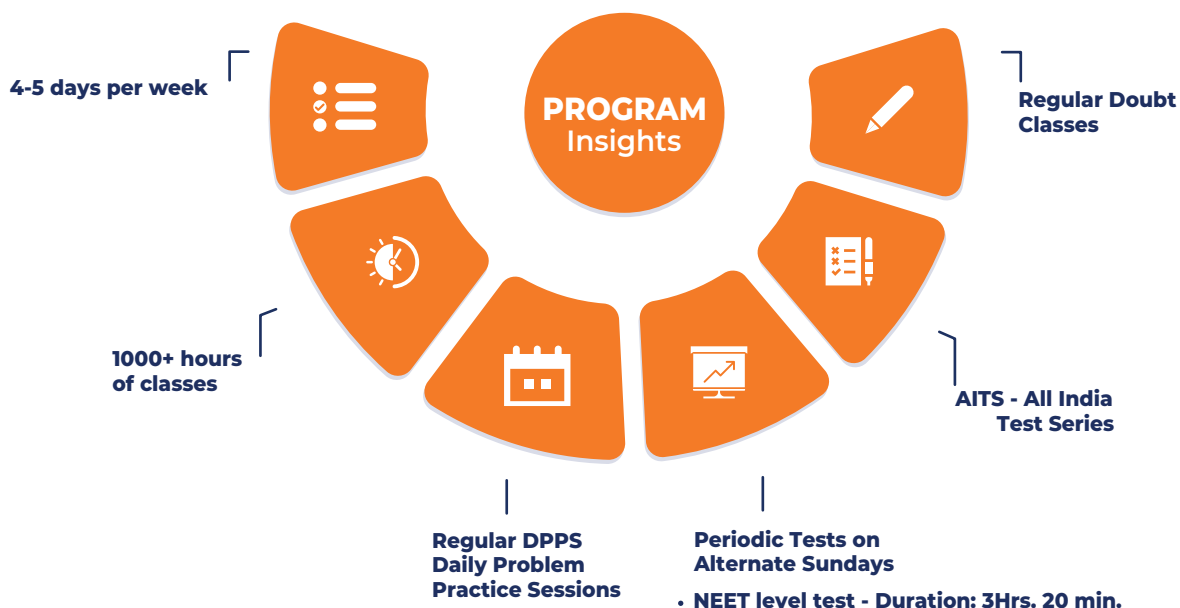 PROGRAM
Insights
4-5 days per week
1000+ hours
of classes
Regular DPPS
Daily Problem
Practice Sessions
Periodic Tests on
Alternate Sundays
• NEET level test - Duration: 3Hrs. 20 min.
AITS - All India
Test Series
Regular Doubt
Classes